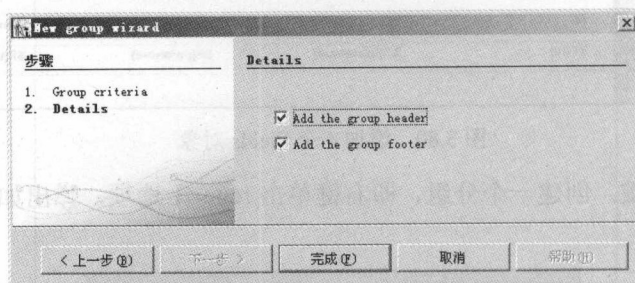 New group wizard
步骤
1. Group criteria
2. Details
Details
Add the group header
Add the group footer
< 上一步(B)
下一步 >
完成(F)
取消
帮助(H)